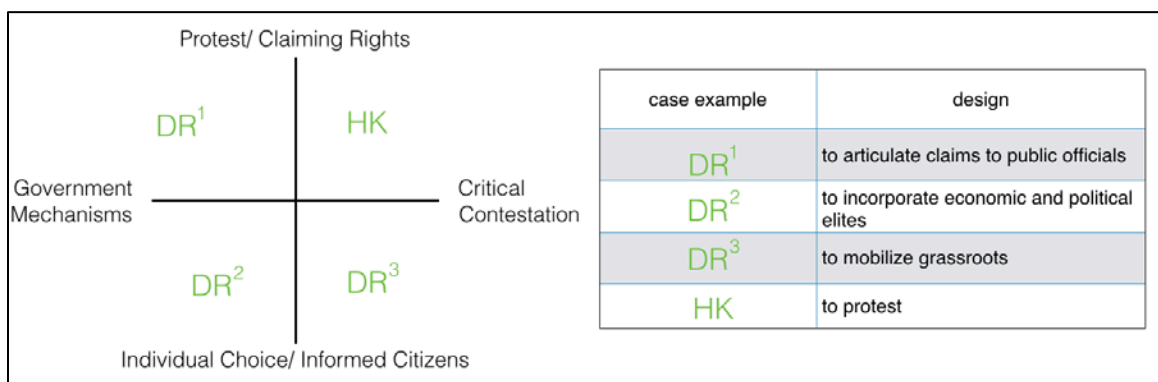 Protest/ Claiming Rights
DR¹
HK
Government
Mechanisms
Critical
Contestation
DR²
DR³
Individual Choice/ Informed Citizens
case example
design
DR¹
to articulate claims to public officials
DR²
to incorporate economic and political
elites
DR³
to mobilize grassroots
HK
to protest